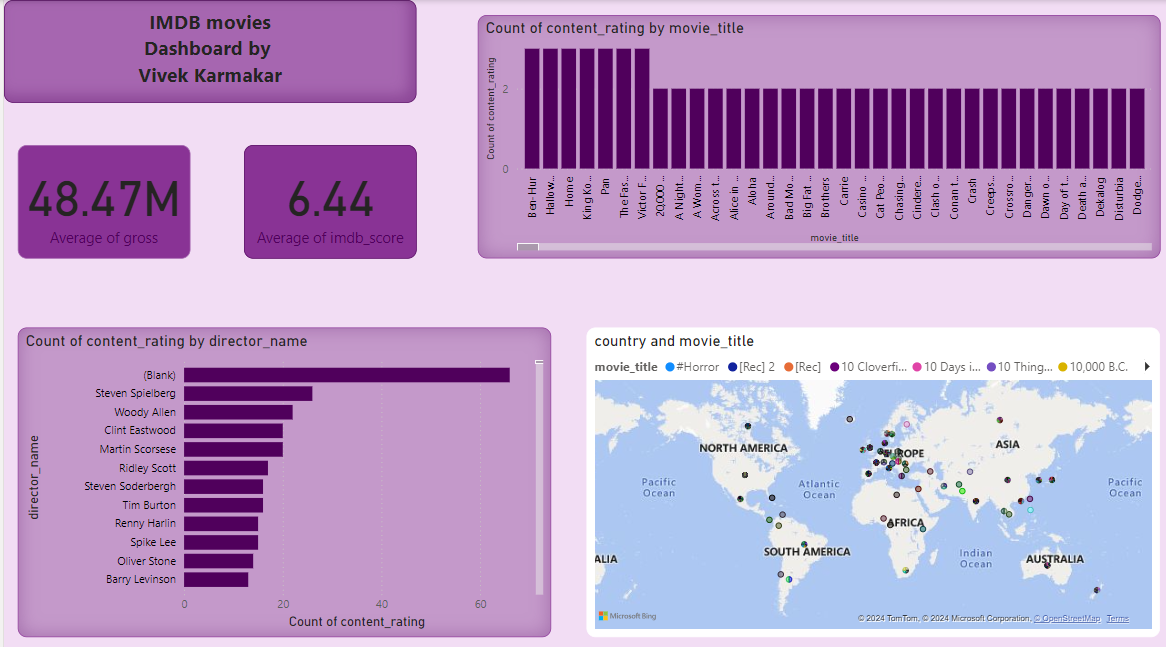 IMDB movies
Dashboard by
Vivek Karmakar
48.47M
Average of gross
6.44
Average of imdb_score
Count of content_rating by movie_title
Count of content_rating
2
0
Ben-Hur
Hallow...
Home
King Ko...
Pan
The Fas...
Victor F...
20,000 ...
A Night...
A Wom...
Across t...
Alice in ...
Aloha
Around...
Bad Mo...
Big Fat ...
Brothers
Carrie
Casino ...
Cat Peo...
Chasing...
Cindere...
Clash o...
Conan t...
Crash
Creeps...
Crossro...
Danger...
Dawn o...
Day of t...
Death a...
Dekalog
Disturbia
Dodge...
movie_title
Count of content_rating by director_name
director_name
(Blank)
Steven Spielberg
Woody Allen
Clint Eastwood
Martin Scorsese
Ridley Scott
Steven Soderbergh
Tim Burton
Renny Harlin
Spike Lee
Oliver Stone
Barry Levinson
0 20 40 60
Count of content_rating
country and movie_title
movie_title #Horror [Rec] 2 [Rec] 10 Cloverfi... 10 Days i... 10 Thing... 10,000 B.C.
NORTH AMERICA
EUROPE
ASIA
Pacific
Ocean
Atlantic
Ocean
Pacific
Ocean
AFRICA
SOUTH AMERICA
Indian
Ocean
ALIA
AUSTRALIA
Microsoft Bing
© 2024 TomTom, © 2024 Microsoft Corporation, © OpenStreetMap Terms